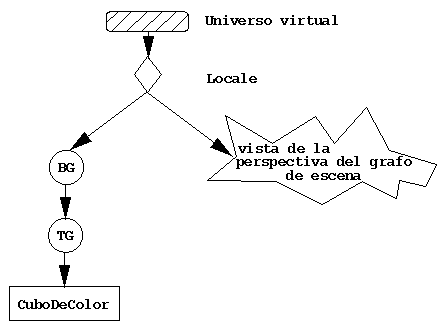 Universo virtual
Locale
vista de la
perspectiva del grafo
de escena
BG
TG
CuboDeColor